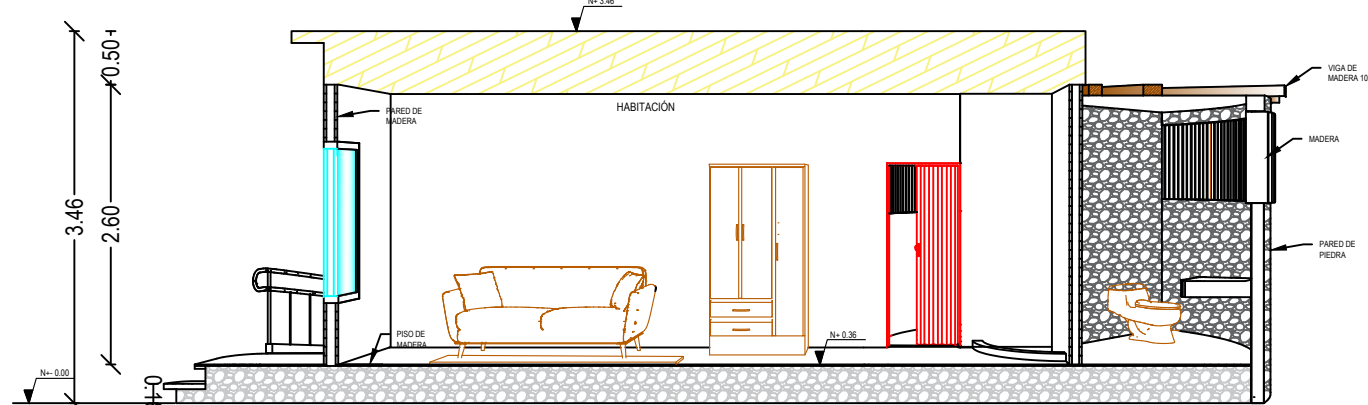 N+ 3.46
3.46
0.50
2.60
HABITACIÓN
PARED DE
MADERA
VIGA DE
MADERA 10
MADERA
PARED DE
PIEDRA
PISO DE
MADERA
N+ 0.36
N+- 0.00